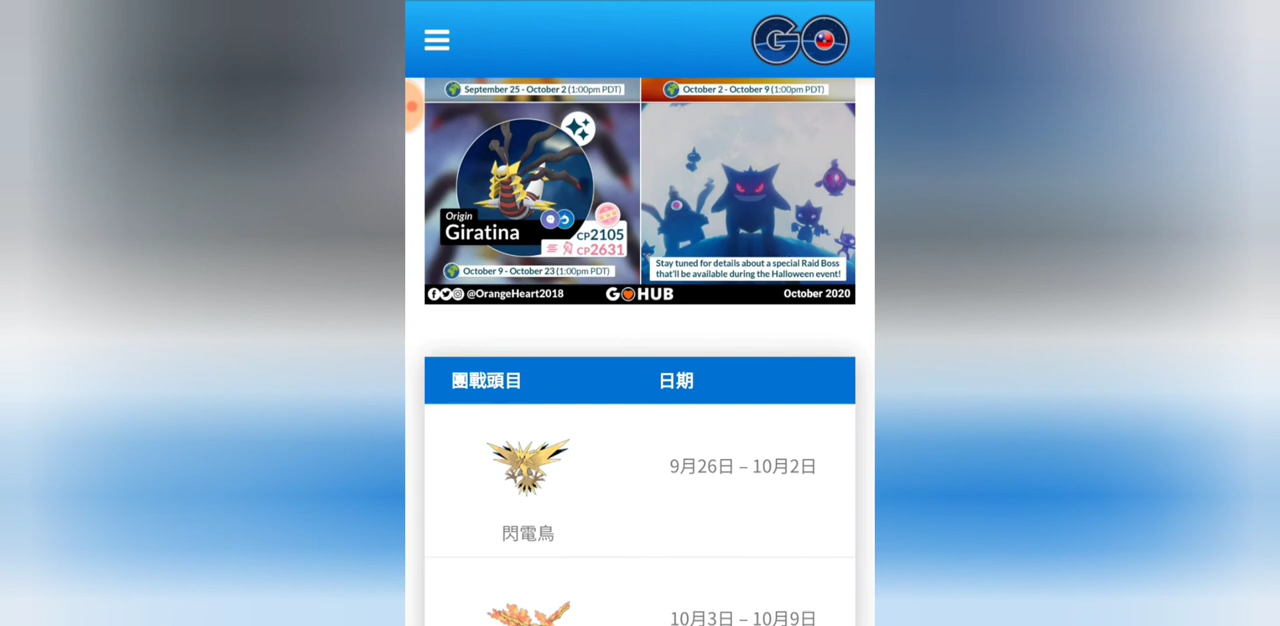 GO
September 25 - October 2 (1:00pm PDT)
October 2 - October 9 (1:00pm PDT)
Origin
Giratina
CP2105
CP2631
October 9 - October 23 (1:00pm PDT)
Stay tuned for details about a special Raid Boss
that'll be available during the Halloween event!
@OrangeHeart2018
GO HUB
October 2020
團戰頭目
日期
9月26日 – 10月2日
閃電鳥
10月3日 – 10月9日